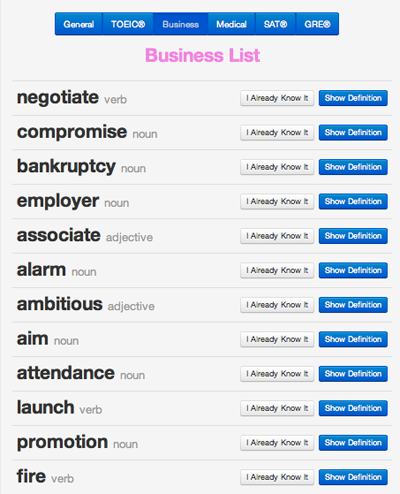 General TOEIC® Business Medical SAT® GRE®
Business List
negotiate verb I Already Know It Show Definition
compromise noun I Already Know It Show Definition
bankruptcy noun I Already Know It Show Definition
employer noun I Already Know It Show Definition
associate adjective I Already Know It Show Definition
alarm noun I Already Know It Show Definition
ambitious adjective I Already Know It Show Definition
aim noun I Already Know It Show Definition
attendance noun I Already Know It Show Definition
launch verb I Already Know It Show Definition
promotion noun I Already Know It Show Definition
fire verb I Already Know It Show Definition